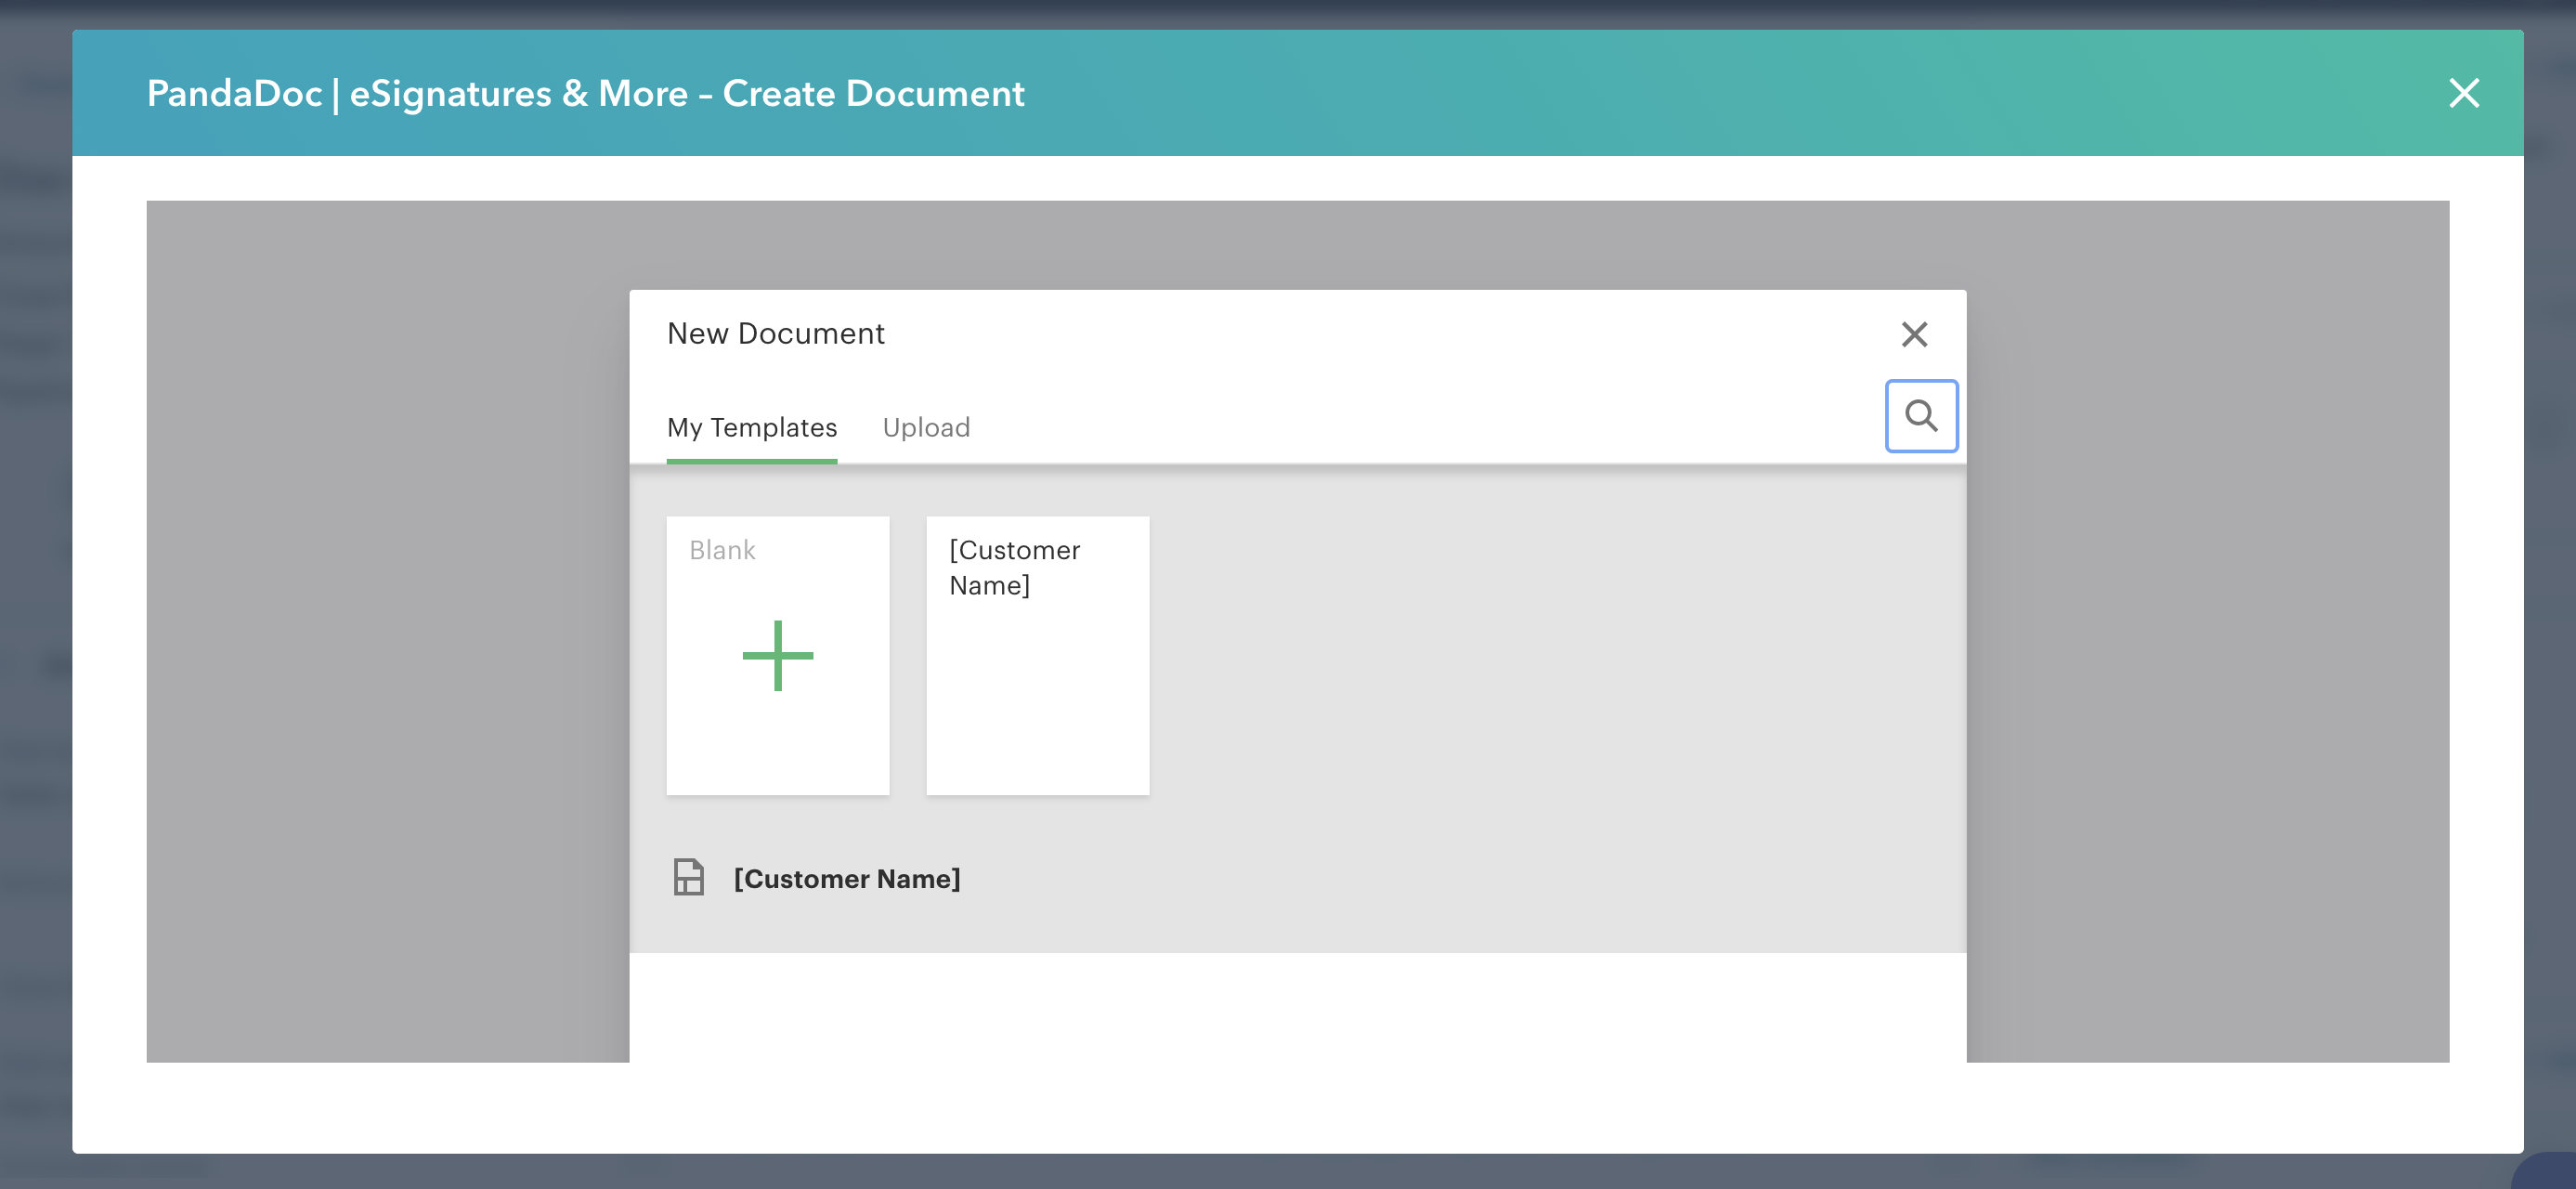 PandaDoc | eSignatures & More – Create Document
New Document
My Templates Upload
Blank
[Customer
Name]
[Customer Name]